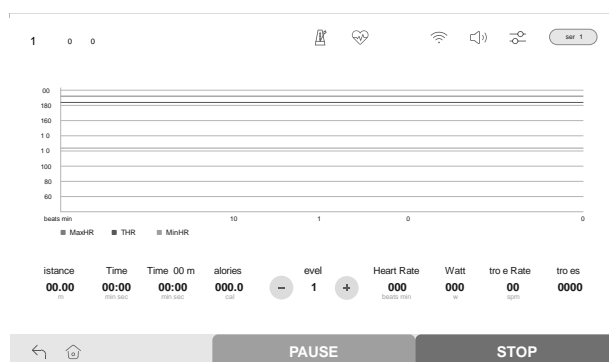 1 0 0
ser 1
00
180
160
1 0
1 0
100
80
60
beats min 10 1 0 0
MaxHR THR MinHR
istance Time Time 00 m alories evel Heart Rate Watt tro e Rate tro es
00.00 00:00 00:00 000.0 - 1 + 000 000 00 0000
m min sec min sec cal beats min w spm
PAUSE STOP